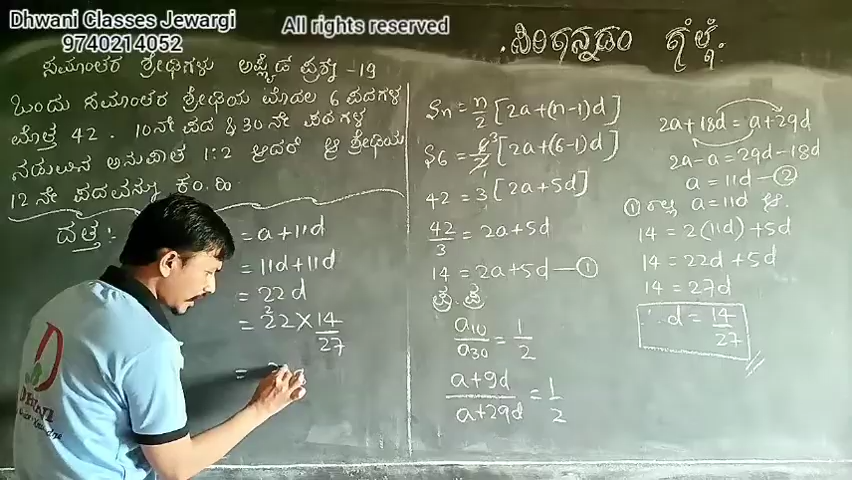 Dhwani Classes Jewargi
9740214052
All rights reserved
ಸಿರಿಗನ್ನಡಂ ಗೆಲ್ಗೆ.
ಸಮಾಂತರ ಶ್ರೇಢಿಗಳು ಅಪ್ಲೈಡ್ ಪ್ರಶ್ನೆ -19
ಒಂದು ಸಮಾಂತರ ಶ್ರೇಢಿಯ ಮೊದಲ 6 ಪದಗಳ
ಮೊತ್ತ 42. 10ನೇ ಪದ & 30ನೇ ಪದಗಳ
ನಡುವಿನ ಅನುಪಾತ 1:2 ಆದರೆ ಆ ಶ್ರೇಢಿಯ
12ನೇ ಪದವನ್ನು ಕಂ.ಹಿ
ದತ್ತ:
= a+11d
= 11d+11d
= 22d
= 22×14/27
=
Sn = n/2 [2a+(n-1)d]
S6 = 6/2 [2a+(6-1)d]
42 = 3 [2a+5d]
42/3 = 2a+5d
14 = 2a+5d — ①
ಪ್ರ.ಪ್ರ.
a10/a30 = 1/2
a+9d/a+29d = 1/2
2a+18d = a+29d
2a-a = 29d-18d
a = 11d — ②
① ರಲ್ಲಿ a=11d ಆ.
14 = 2(11d)+5d
14 = 22d+5d
14 = 27d
∴ d = 14/27